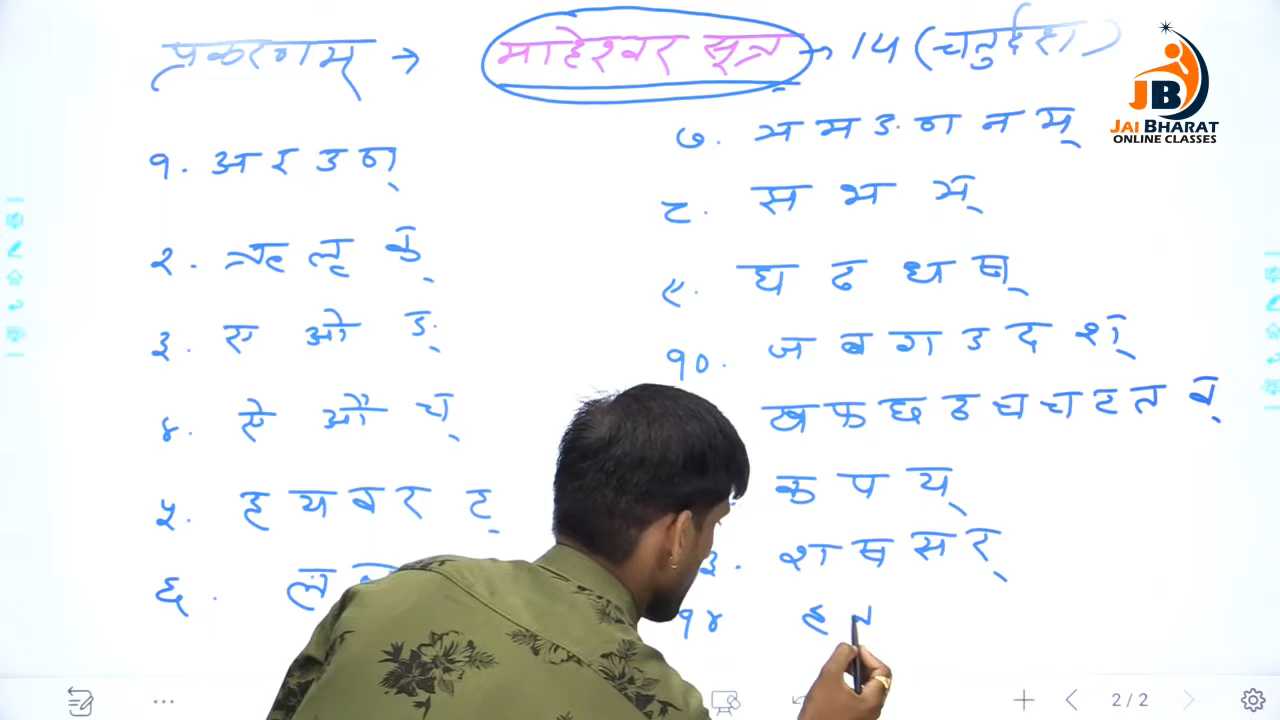 प्रकरणम् → माहेश्वर सूत्र → 14 (चतुर्दश)
१. अ इ उ ण्
२. ऋ लृ क्
३. ए ओ ङ्
४. ऐ औ च्
५. ह य व र ट्
६. ल
७. ञ म ङ ण न म्
८. झ भ ञ्
९. घ ढ ध ष्
१०. ज ब ग ड द श्
ख फ छ ठ थ च ट त व्
क प य्
३. श ष स र्
१४ ह
JB
JAI BHARAT
ONLINE CLASSES
2/2